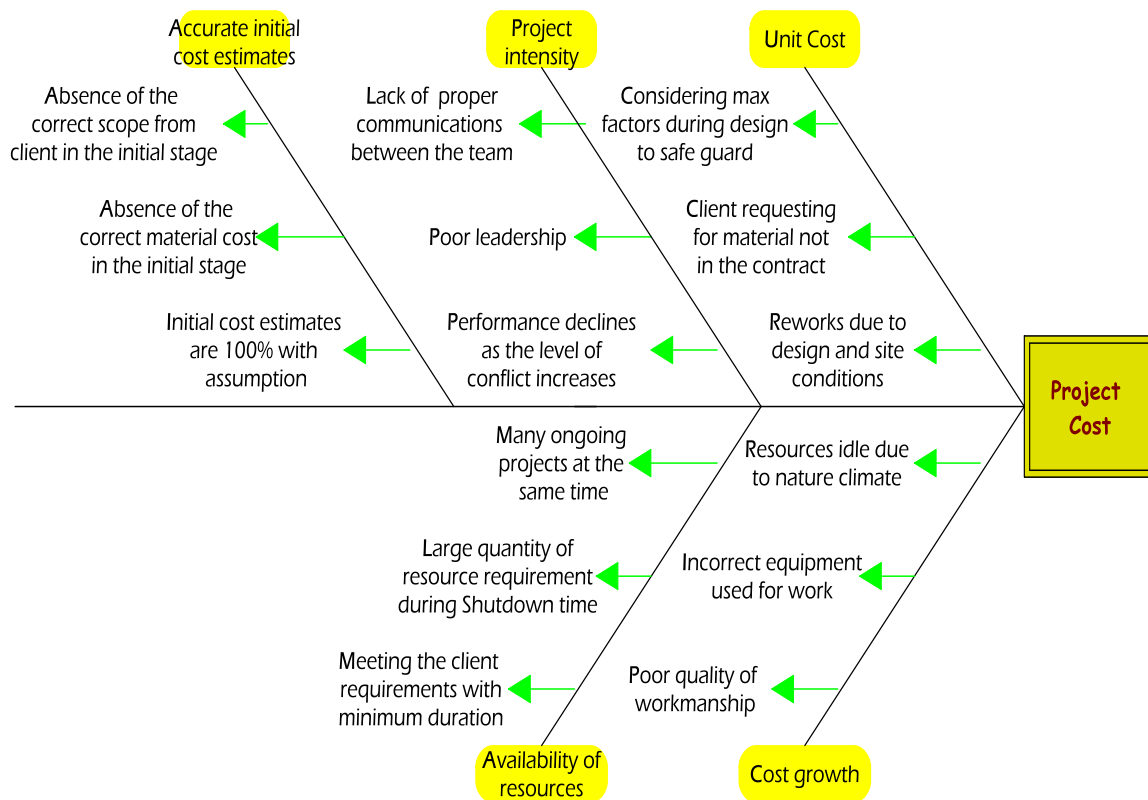 Accurate initial
cost estimates
Project
intensity
Unit Cost
Absence of the
correct scope from
client in the initial stage
Lack of proper
communications
between the team
Considering max
factors during design
to safe guard
Absence of the
correct material cost
in the initial stage
Poor leadership
Client requesting
for material not
in the contract
Initial cost estimates
are 100% with
assumption
Performance declines
as the level of
conflict increases
Reworks due to
design and site
conditions
Project
Cost
Many ongoing
projects at the
same time
Resources idle due
to nature climate
Large quantity of
resource requirement
during Shutdown time
Incorrect equipment
used for work
Meeting the client
requirements with
minimum duration
Poor quality of
workmanship
Availability of
resources
Cost growth